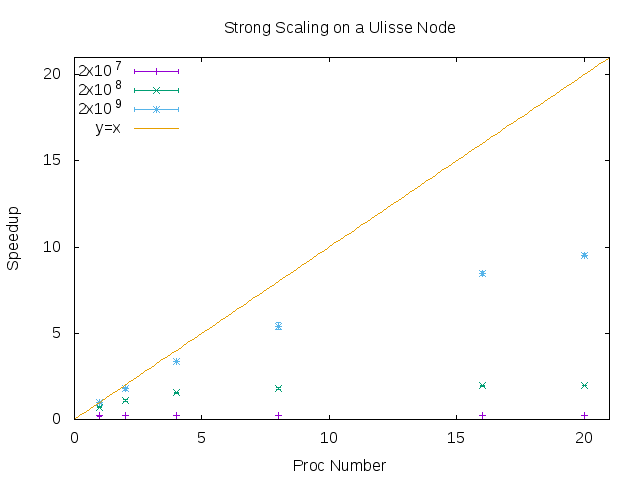 Strong Scaling on a Ulisse Node
20
15
10
5
0
2x10^7
2x10^8
2x10^9
y=x
Speedup
0 5 10 15 20
Proc Number